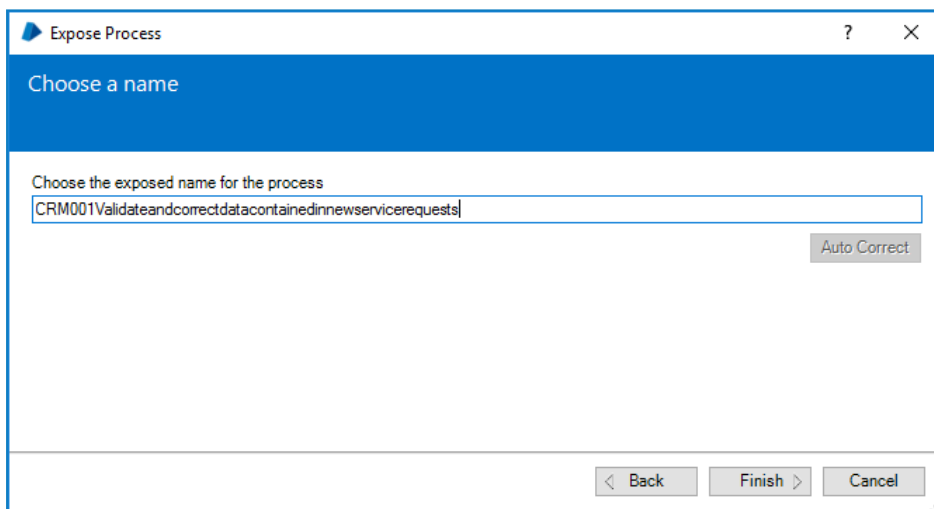 Expose Process ? ×
Choose a name
Choose the exposed name for the process
CRM001Validateandcorrectdatacontainedinnewservicerequests
Auto Correct
Back Finish Cancel